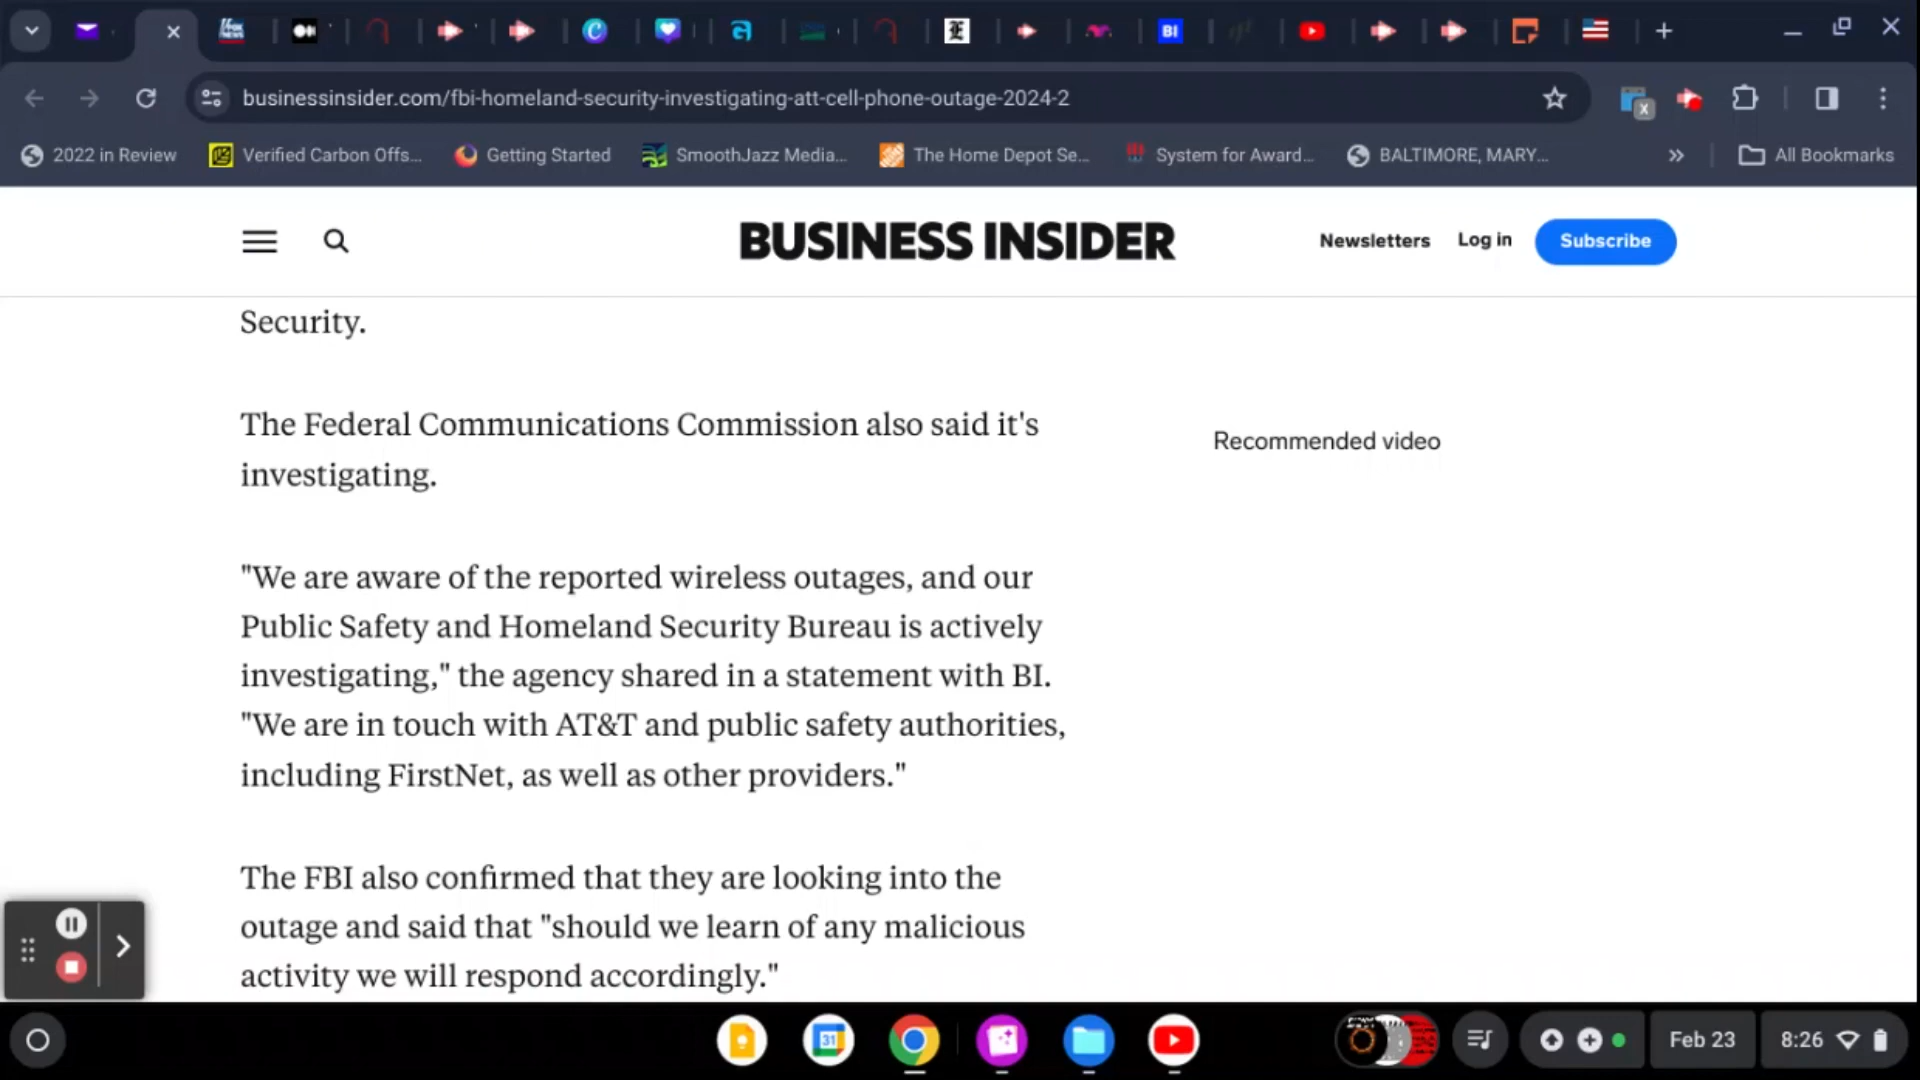 businessinsider.com/fbi-homeland-security-investigating-att-cell-phone-outage-2024-2
2022 in Review
Verified Carbon Offs...
Getting Started
SmoothJazz Media...
The Home Depot Se...
System for Award...
BALTIMORE, MARY...
All Bookmarks
BUSINESS INSIDER
Newsletters
Log in
Subscribe
Security.
The Federal Communications Commission also said it's
investigating.
Recommended video
"We are aware of the reported wireless outages, and our
Public Safety and Homeland Security Bureau is actively
investigating," the agency shared in a statement with BI.
"We are in touch with AT&T and public safety authorities,
including FirstNet, as well as other providers."
The FBI also confirmed that they are looking into the
outage and said that "should we learn of any malicious
activity we will respond accordingly."
31
Feb 23
8:26